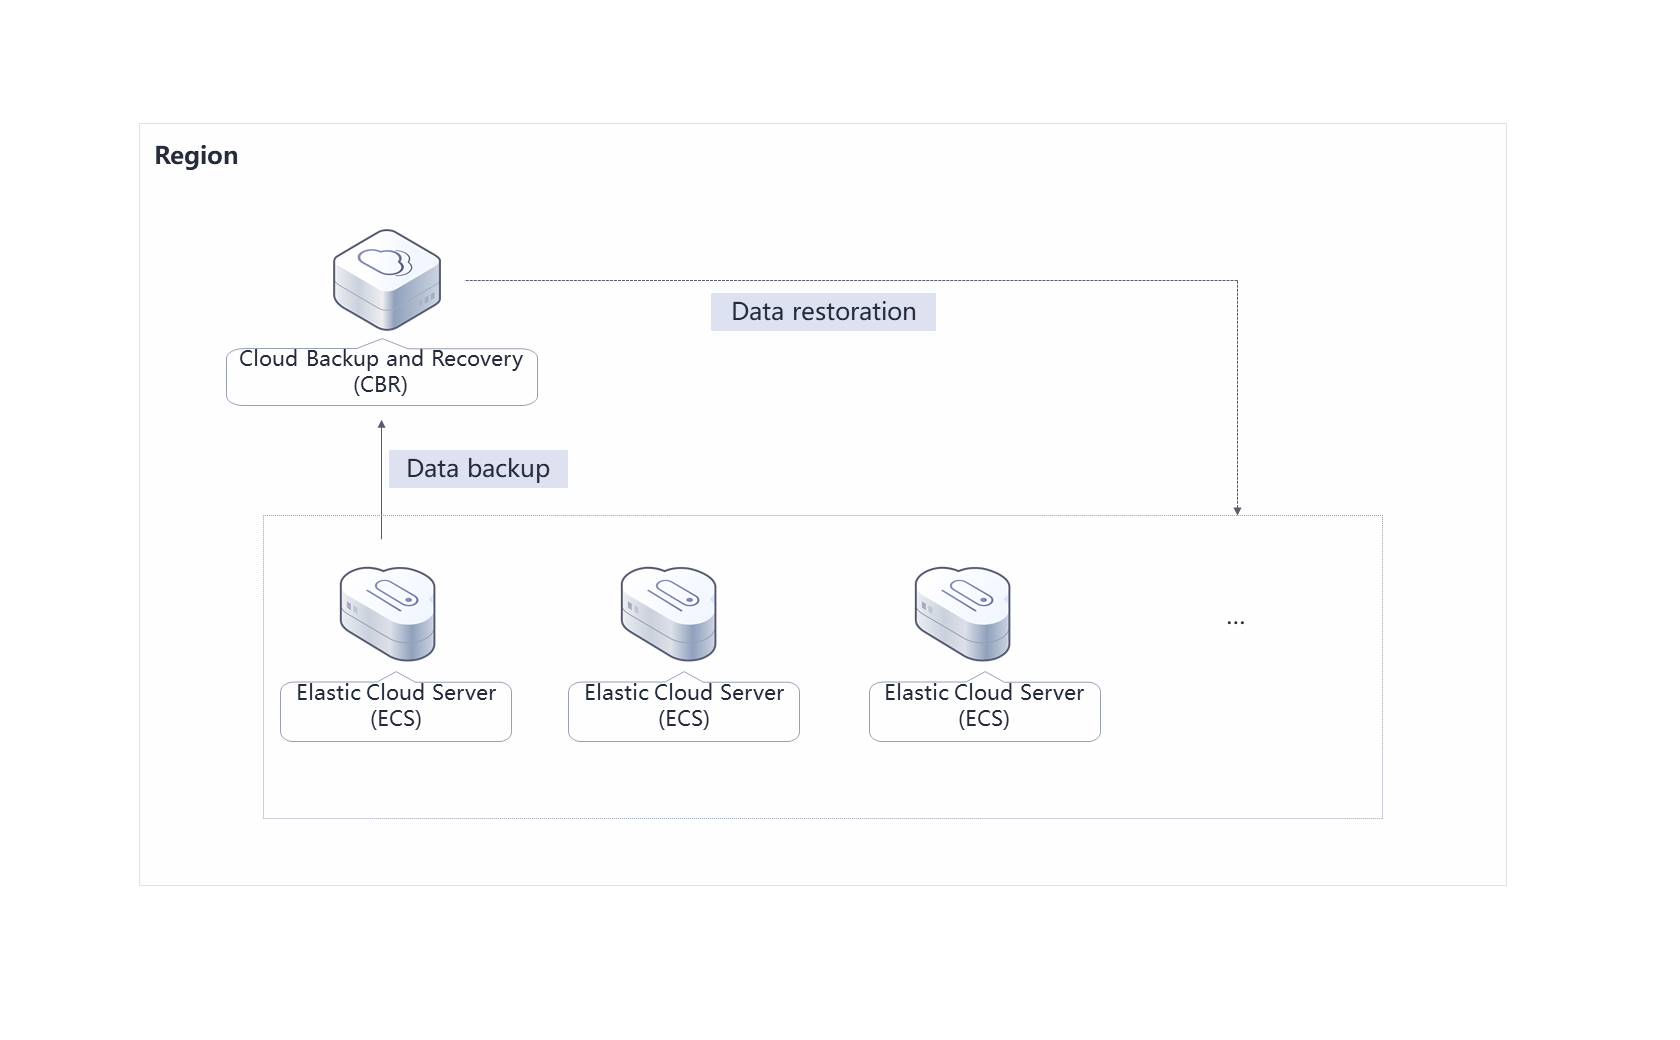 Region
Data restoration
Cloud Backup and Recovery
(CBR)
Data backup
...
Elastic Cloud Server
(ECS)
Elastic Cloud Server
(ECS)
Elastic Cloud Server
(ECS)